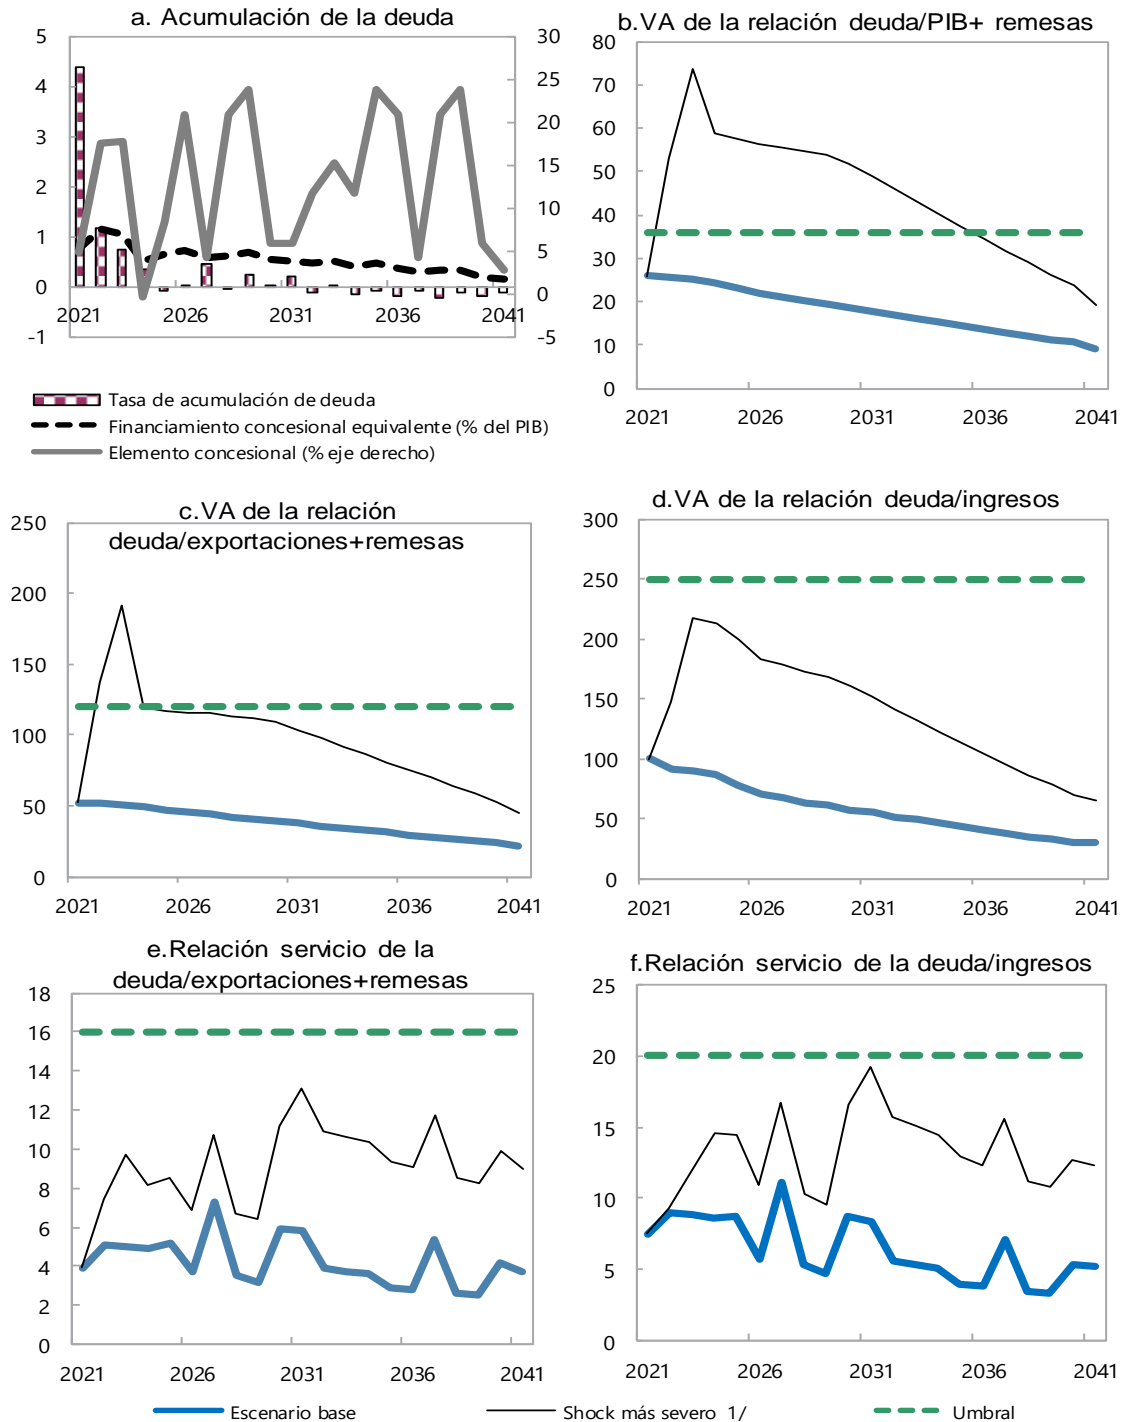 a. Acumulación de la deuda
5
4
3
2
1
0
-1
30
25
20
15
10
5
0
-5
2021 2026 2031 2036 2041
Tasa de acumulación de deuda
Financiamiento concesional equivalente (% del PIB)
Elemento concesional (% eje derecho)
b.VA de la relación deuda/PIB+ remesas
80
70
60
50
40
30
20
10
0
2021 2026 2031 2036 2041
c.VA de la relación
deuda/exportaciones+remesas
250
200
150
100
50
0
2021 2026 2031 2036 2041
d.VA de la relación deuda/ingresos
300
250
200
150
100
50
0
2021 2026 2031 2036 2041
e.Relación servicio de la
deuda/exportaciones+remesas
18
16
14
12
10
8
6
4
2
0
2021 2026 2031 2036 2041
f.Relación servicio de la deuda/ingresos
25
20
15
10
5
0
2021 2026 2031 2036 2041
Escenario base
Shock más severo 1/
Umbral